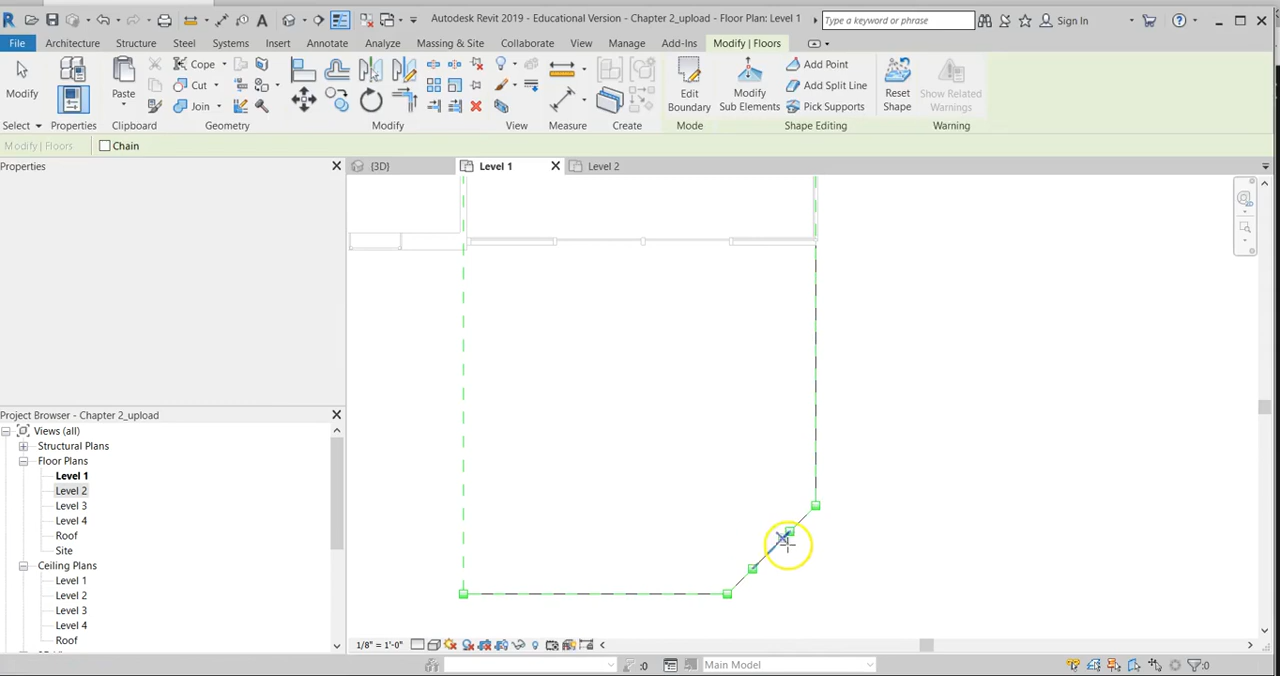 Autodesk Revit 2019 - Educational Version - Chapter 2_upload - Floor Plan: Level 1
Type a keyword or phrase
Sign In
File Architecture Structure Steel Systems Insert Annotate Analyze Massing & Site Collaborate View Manage Add-Ins Modify | Floors
Modify
Paste
Cope
Cut
Join
Edit Boundary
Modify Sub Elements
Add Point
Add Split Line
Pick Supports
Reset Shape
Show Related Warnings
Select Properties Clipboard Geometry Modify View Measure Create Mode Shape Editing Warning
Modify | Floors Chain
Properties
{3D} Level 1 Level 2
Project Browser - Chapter 2_upload
Views (all)
Structural Plans
Floor Plans
Level 1
Level 2
Level 3
Level 4
Roof
Site
Ceiling Plans
Level 1
Level 2
Level 3
Level 4
Roof
1/8" = 1'-0"
:0
Main Model
:0